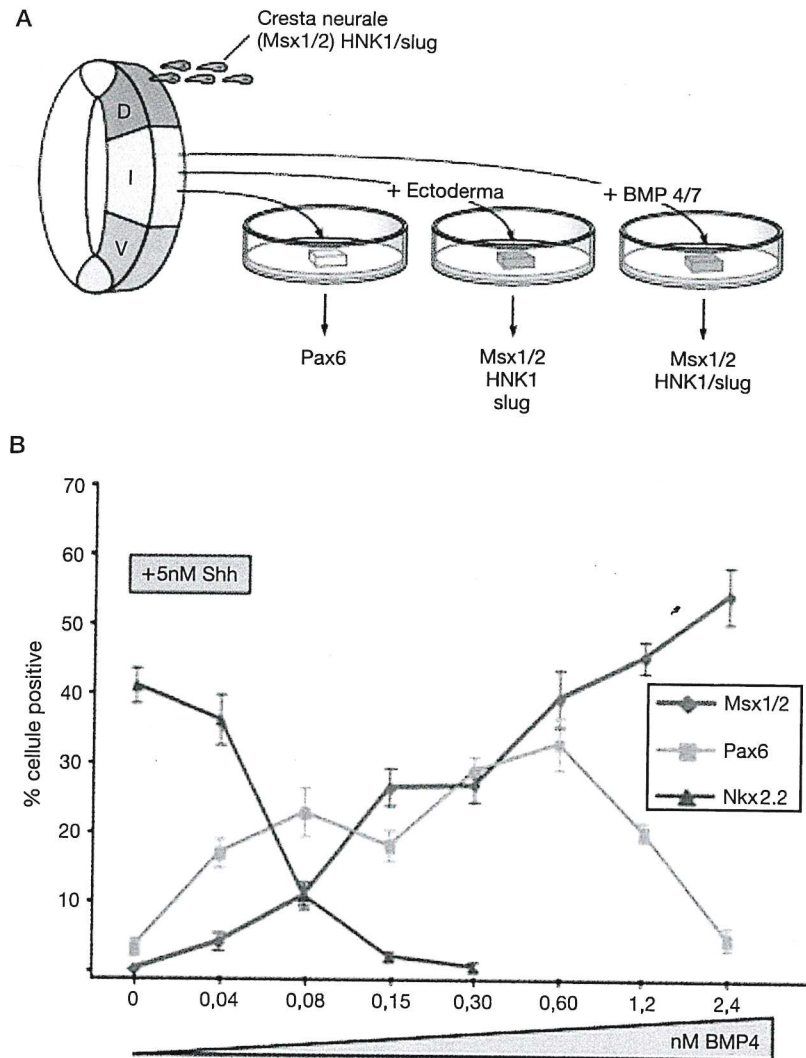 A
Cresta neurale
(Msx1/2) HNK1/slug
D
I
V
+ Ectoderma
+ BMP 4/7
Pax6
Msx1/2
HNK1
slug
Msx1/2
HNK1/slug
B
% cellule positive
70
60
50
40
30
20
10
+5nM Shh
Msx1/2
Pax6
Nkx2.2
0 0,04 0,08 0,15 0,30 0,60 1,2 2,4
nM BMP4